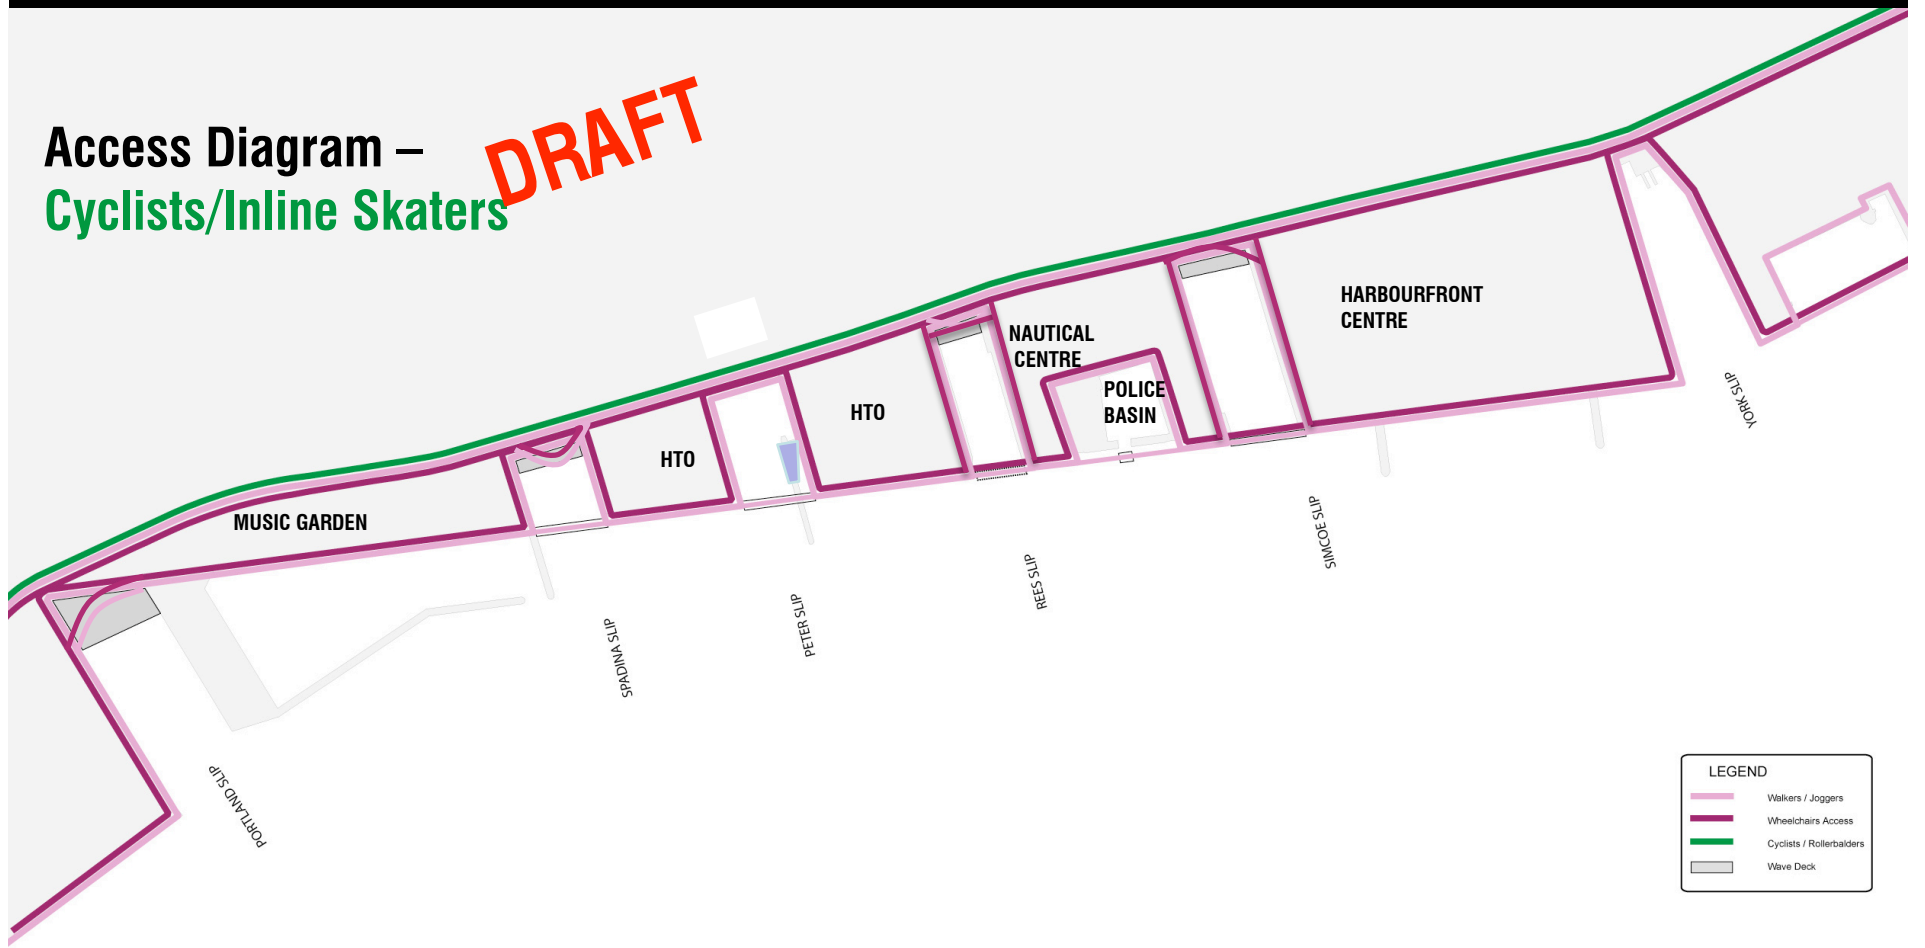 Access Diagram –
Cyclists/Inline Skaters
DRAFT
HARBOURFRONT
CENTRE
NAUTICAL
CENTRE
POLICE
BASIN
HTO
HTO
MUSIC GARDEN
YORK SLIP
SIMCOE SLIP
REES SLIP
PETER SLIP
SPADINA SLIP
PORTLAND SLIP
LEGEND
Walkers / Joggers
Wheelchairs Access
Cyclists / Rollerbalders
Wave Deck